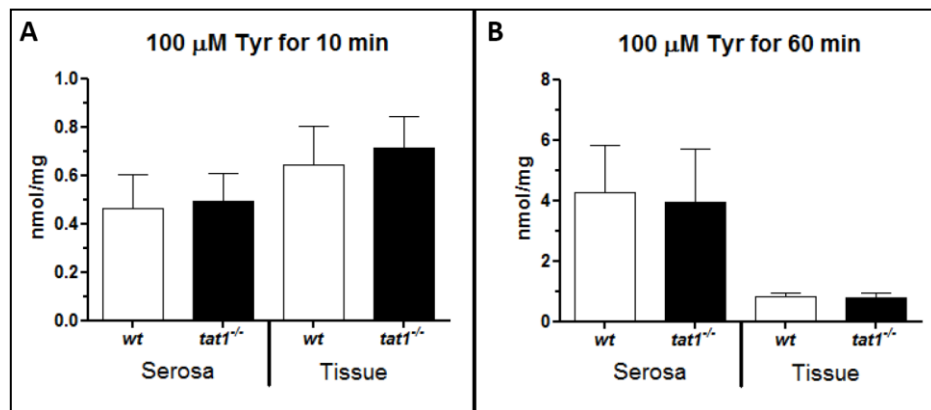 A
100 μM Tyr for 10 min
1.0
0.8
0.6
0.4
0.2
0.0
nmol/mg
wt tat1-/- wt tat1-/-
Serosa Tissue
B
100 μM Tyr for 60 min
8
6
4
2
0
nmol/mg
wt tat1-/- wt tat1-/-
Serosa Tissue